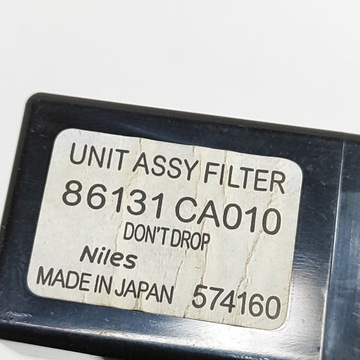 UNIT ASSY FILTER
86131 CA010
DON'T DROP
Niles
MADE IN JAPAN 574160